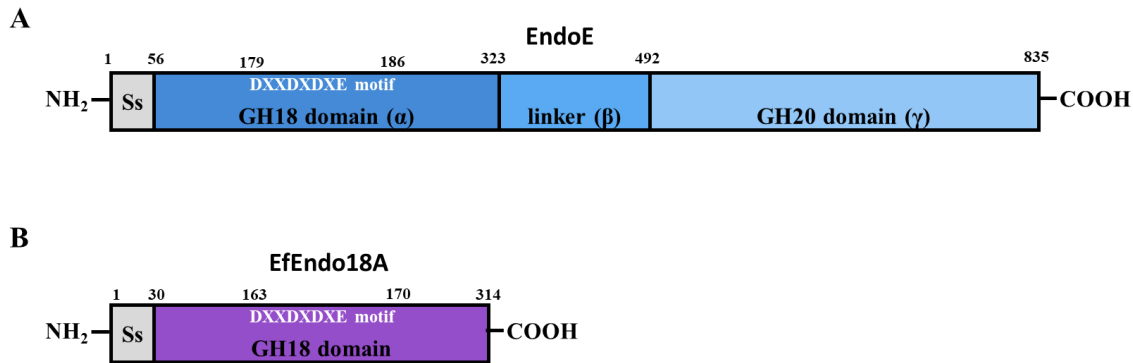 A
EndoE
1 56 179 186 323 492 835
DXXDXDXE motif
NH2 Ss GH18 domain (α) linker (β) GH20 domain (γ) COOH
B
EfEndo18A
1 30 163 170 314
DXXDXDXE motif
NH2 Ss GH18 domain COOH